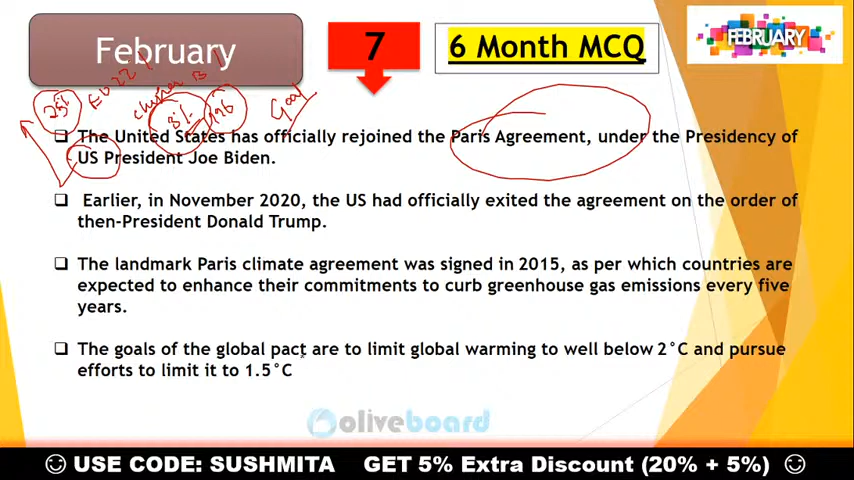 February
7
6 Month MCQ
FEBRUARY
25%
8%
196
Goal
❑ The United States has officially rejoined the Paris Agreement, under the Presidency of
US President Joe Biden.
❑ Earlier, in November 2020, the US had officially exited the agreement on the order of
then-President Donald Trump.
❑ The landmark Paris climate agreement was signed in 2015, as per which countries are
expected to enhance their commitments to curb greenhouse gas emissions every five
years.
❑ The goals of the global pact are to limit global warming to well below 2°C and pursue
efforts to limit it to 1.5°C
oliveboard
USE CODE: SUSHMITA GET 5% Extra Discount (20% + 5%)